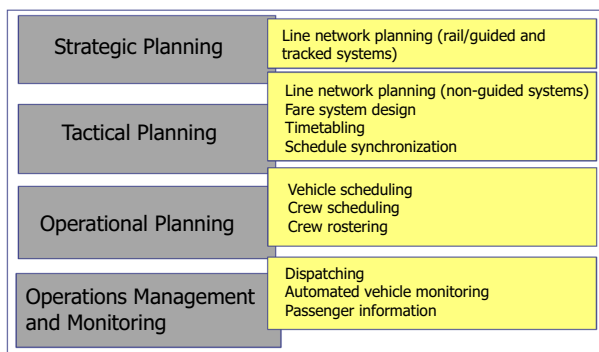 Strategic Planning
Line network planning (rail/guided and
tracked systems)
Tactical Planning
Line network planning (non-guided systems)
Fare system design
Timetabling
Schedule synchronization
Operational Planning
Vehicle scheduling
Crew scheduling
Crew rostering
Operations Management
and Monitoring
Dispatching
Automated vehicle monitoring
Passenger information